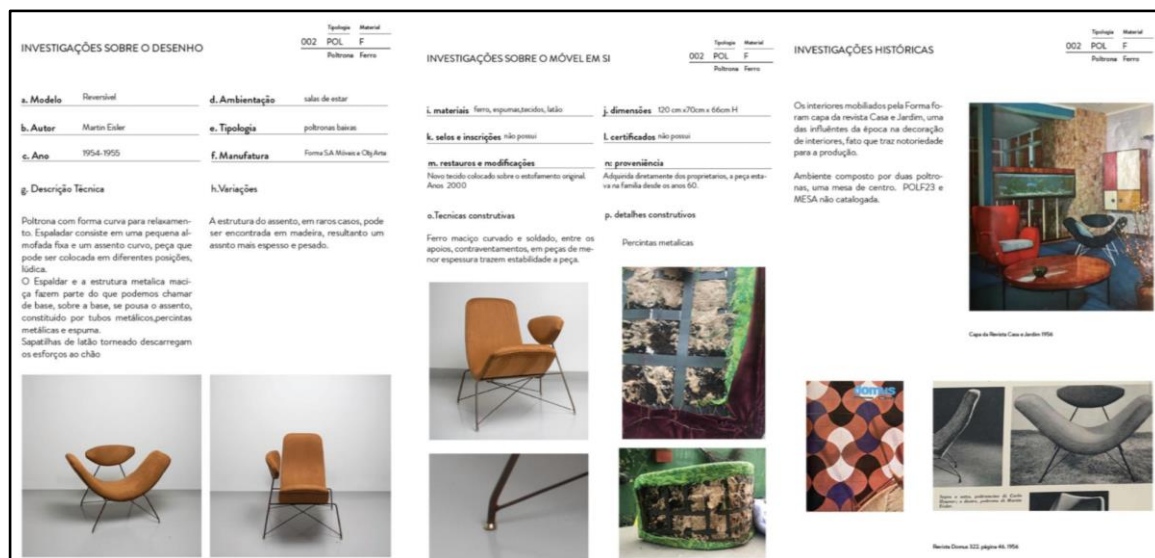 INVESTIGAÇÕES SOBRE O DESENHO
Tipologia Material
002 POL F
Poltrona Ferro
a. Modelo Reversível
d. Ambientação salas de estar
b. Autor Martin Eisler
e. Tipologia poltronas baixas
c. Ano 1954-1955
f. Manufatura Forma S.A Móveis e Obj Arte
g. Descrição Técnica
h.Variações
Poltrona com forma curva para relaxamen-
to. Espaladar consiste em uma pequena al-
mofada fixa e um assento curvo, peça que
pode ser colocada em diferentes posições,
lúdica.
O Espaldar e a estrutura metalica maci-
ça fazem parte do que podemos chamar
de base, sobre a base, se pousa o assento,
constituido por tubos metálicos,percintas
metálicas e espuma.
Sapatilhas de latão torneado descarregam
os esforços ao chão
A estrutura do assento, em raros casos, pode
ser encontrada em madeira, resultanto um
assnto mais espesso e pesado.
INVESTIGAÇÕES SOBRE O MÓVEL EM SI
Tipologia Material
002 POL F
Poltrona Ferro
i. materiais ferro, espumas,tecidos, latão
j. dimensões 120 cm x70cm x 66cm H
k. selos e inscrições não possui
l. certificados não possui
m. restauros e modificações
Novo tecido colocado sobre o estofamento original.
Anos 2000
n: proveniência
Adquirida diretamente dos proprietarios, a peça esta-
va na familia desde os anos 60.
o.Tecnicas construtivas
p. detalhes construtivos
Ferro maciço curvado e soldado, entre os
apoios, contraventamentos, em peças de me-
nor espessura trazem estabilidade a peça.
Percintas metalicas
INVESTIGAÇÕES HISTÓRICAS
Tipologia Material
002 POL F
Poltrona Ferro
Os interiores mobiliados pela Forma fo-
ram capa da revista Casa e Jardim, uma
das influêntes da época na decoração
de interiores, fato que traz notoriedade
para a produção.
Ambiente composto por duas poltro-
nas, uma mesa de centro. POLF23 e
MESA não catalogada.
Capa da Revista Casa e Jardim 1956
domus
Revista Domus 322, página 46. 1956